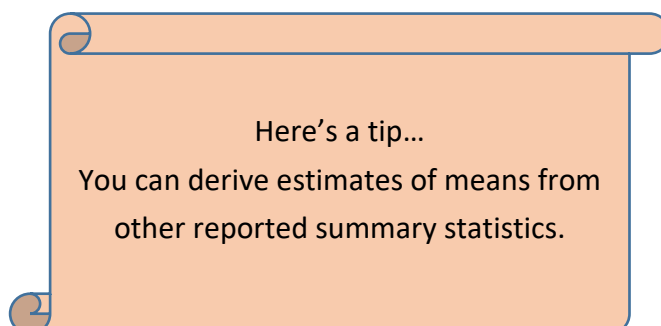 Here’s a tip…
You can derive estimates of means from
other reported summary statistics.